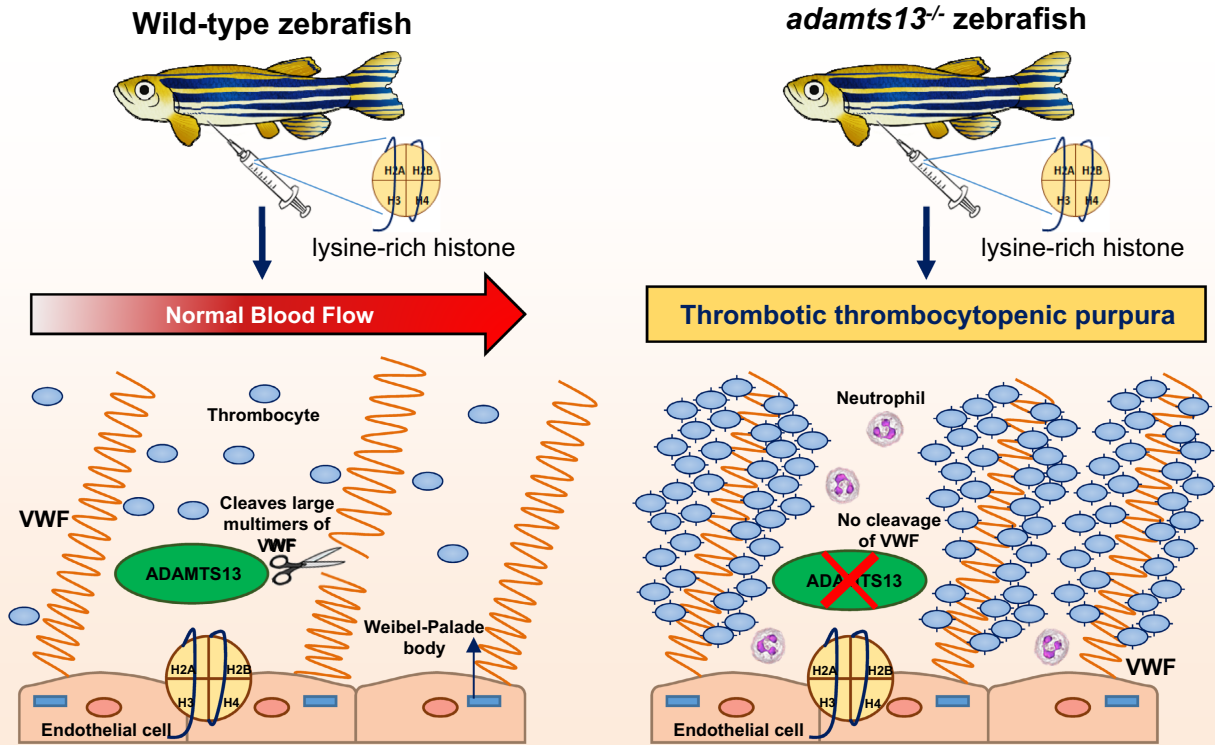 Wild-type zebrafish
H2A H2B
H3 H4
lysine-rich histone
Normal Blood Flow
Thrombocyte
VWF
Cleaves large
multimers of
VWF
ADAMTS13
Weibel-Palade
body
H2A H2B
H3 H4
Endothelial cell
adamts13-/- zebrafish
H2A H2B
H3 H4
lysine-rich histone
Thrombotic thrombocytopenic purpura
Neutrophil
No cleavage
of VWF
ADAMTS13
VWF
H2A H2B
H3 H4
Endothelial cell